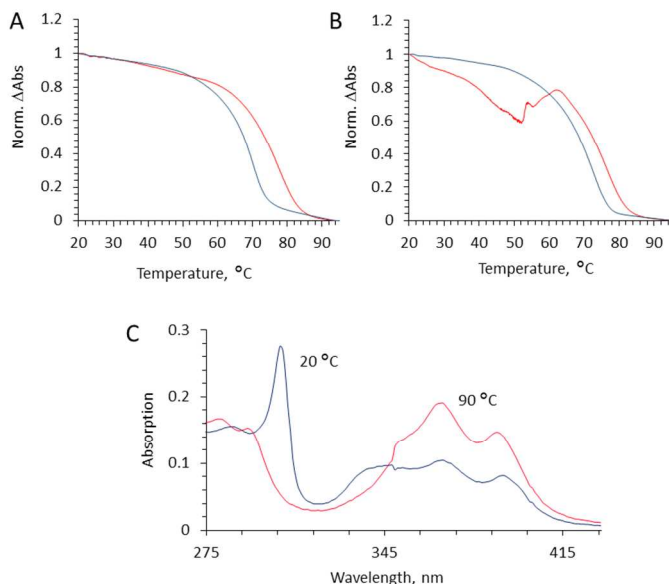 A
Norm. ΔAbs
1.2
1
0.8
0.6
0.4
0.2
0
20 30 40 50 60 70 80 90
Temperature, °C
B
Norm. ΔAbs
1.2
1
0.8
0.6
0.4
0.2
0
20 30 40 50 60 70 80 90
Temperature, °C
C
Absorption
0.3
0.2
0.1
0
20 °C
90 °C
275 345 415
Wavelength, nm